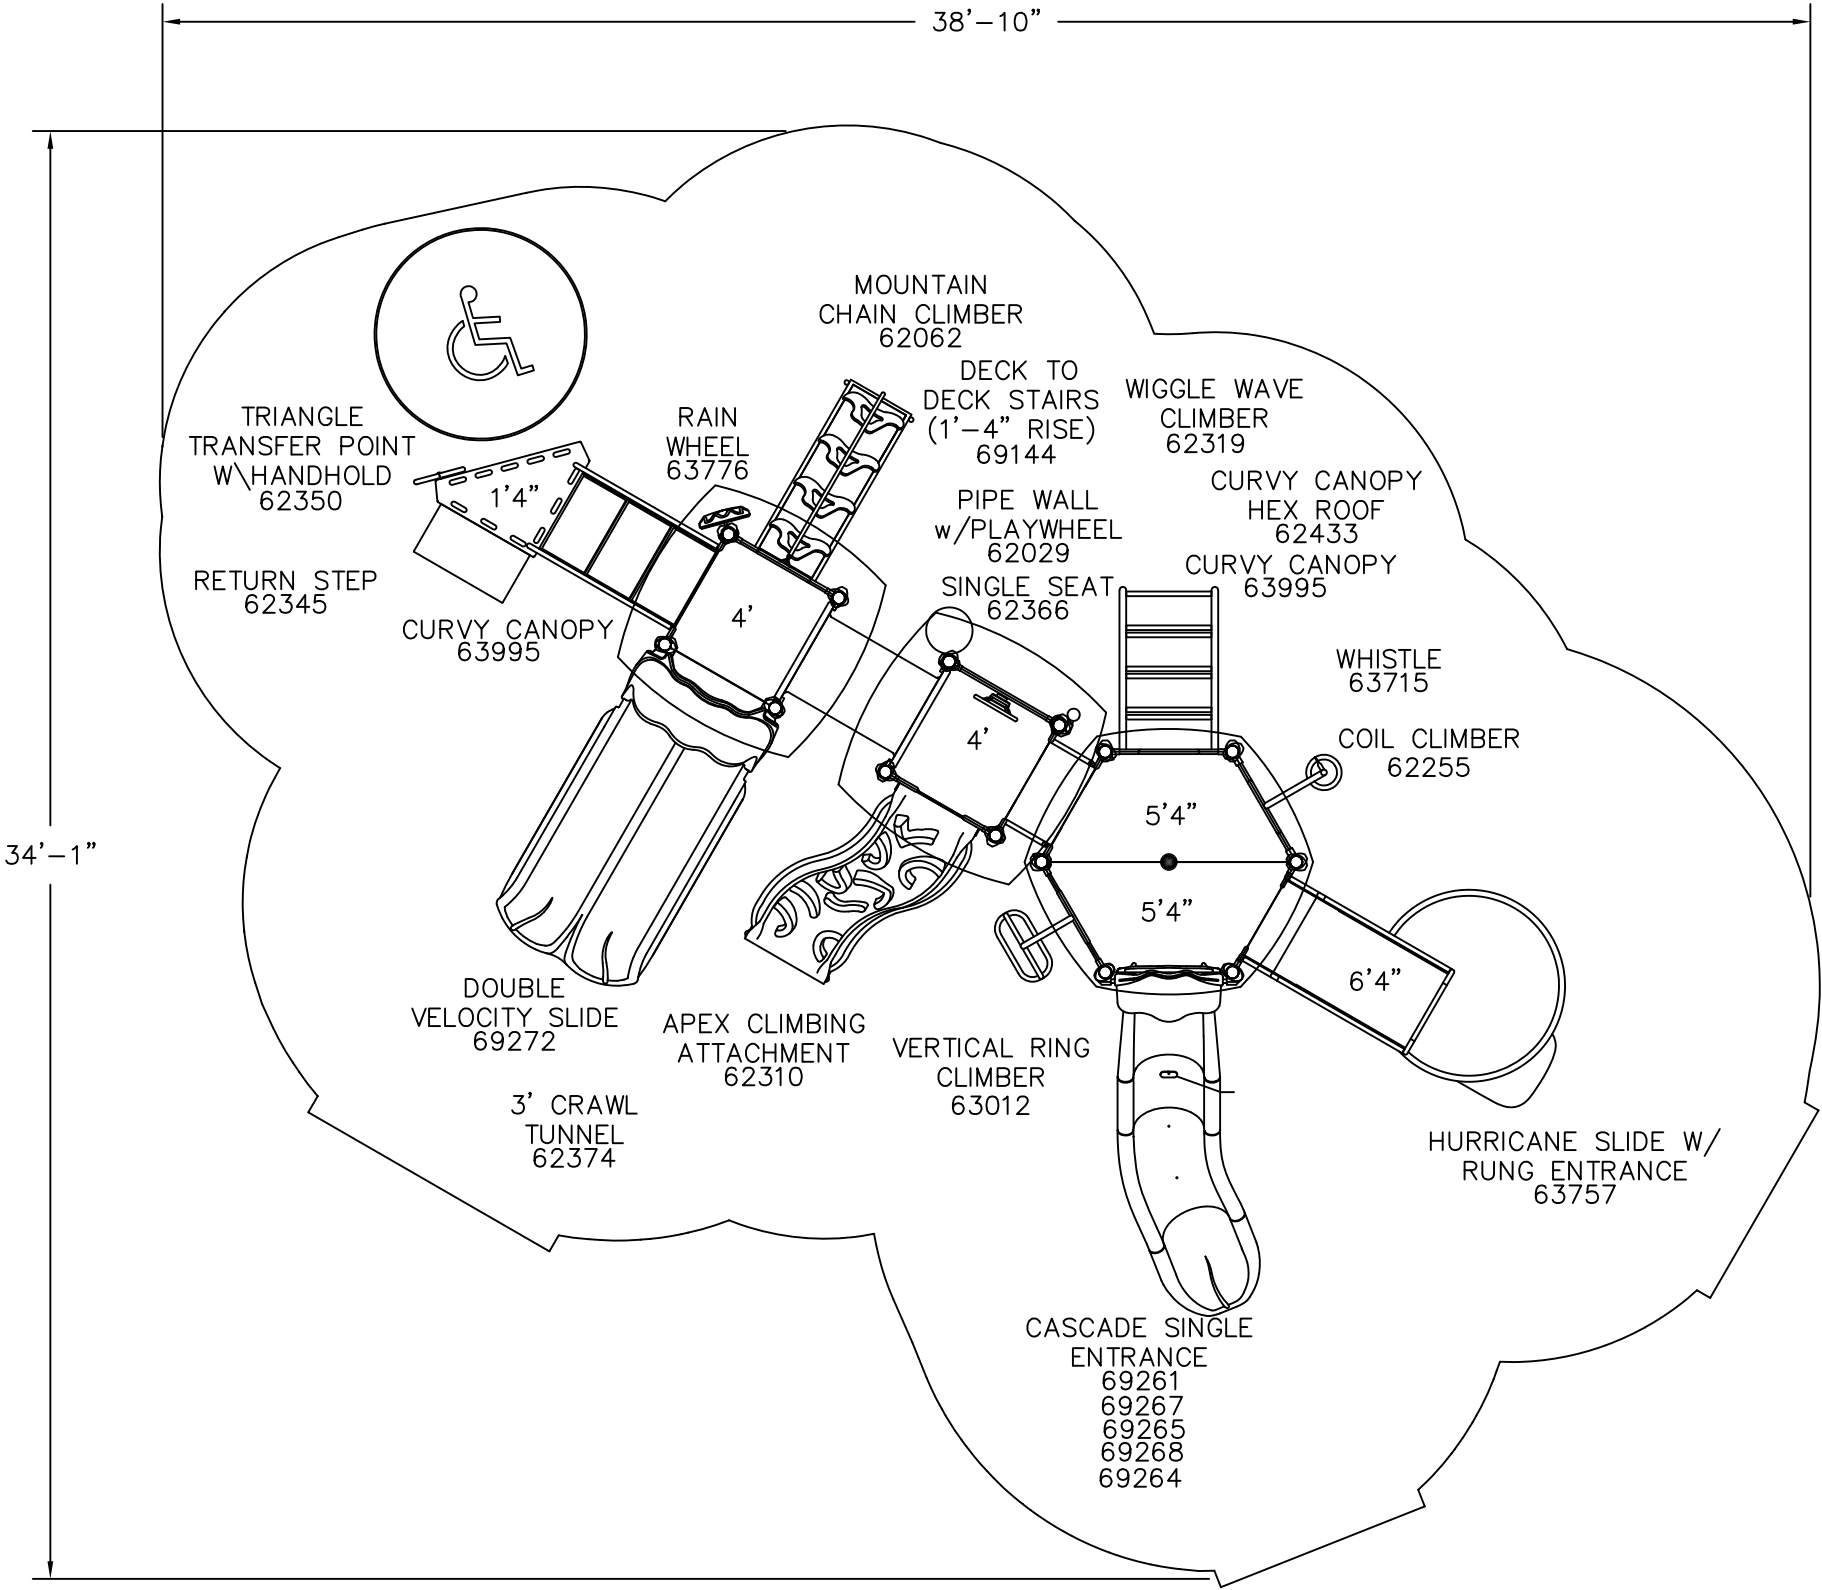 38'-10"
34'-1"
MOUNTAIN
CHAIN CLIMBER
62062
DECK TO
DECK STAIRS
(1'-4" RISE)
69144
WIGGLE WAVE
CLIMBER
62319
TRIANGLE
TRANSFER POINT
W\HANDHOLD
62350
RAIN
WHEEL
63776
CURVY CANOPY
HEX ROOF
62433
PIPE WALL
w/PLAYWHEEL
62029
CURVY CANOPY
63995
SINGLE SEAT
62366
1'4"
RETURN STEP
62345
CURVY CANOPY
63995
4'
4'
WHISTLE
63715
COIL CLIMBER
62255
5'4"
5'4"
6'4"
DOUBLE
VELOCITY SLIDE
69272
APEX CLIMBING
ATTACHMENT
62310
VERTICAL RING
CLIMBER
63012
3' CRAWL
TUNNEL
62374
HURRICANE SLIDE W/
RUNG ENTRANCE
63757
CASCADE SINGLE
ENTRANCE
69261
69267
69265
69268
69264